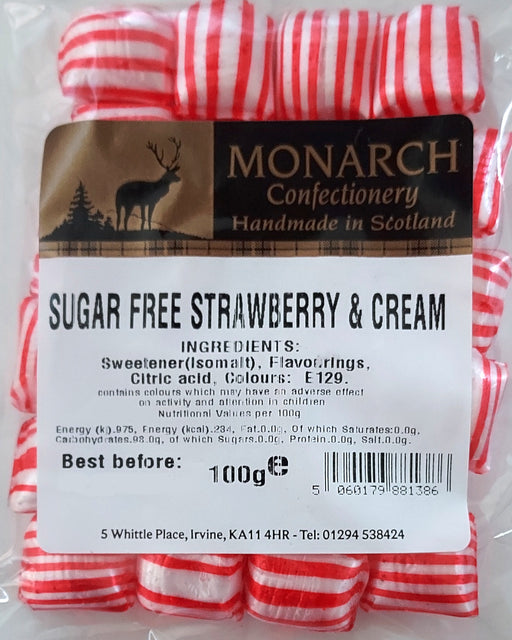 MONARCH
Confectionery
Handmade in Scotland
SUGAR FREE STRAWBERRY & CREAM
INGREDIENTS:
Sweetener(Isomalt), Flavourings,
Citric acid, Colours: E129.
contains colours which may have an adverse effect
on activity and attention in children
Nutritional Values per 100g
Energy (kj).975, Energy (kcal).234, Fat.0.0g, Of which Saturates:0.0g,
Carbohydrates.98.0g, of which Sugars.0.0g, Protein.0.0g, Salt.0.0g.
Best before:
100g℮
5 060179 881386
5 Whittle Place, Irvine, KA11 4HR - Tel: 01294 538424